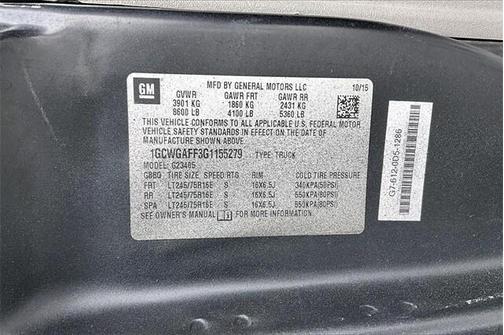 GM
MFD BY GENERAL MOTORS LLC
10/15
GVWR GAWR FRT GAWR RR
3901 KG 1860 KG 2431 KG
8600 LB 4100 LB 5360 LB
THIS VEHICLE CONFORMS TO ALL APPLICABLE U.S. FEDERAL MOTOR
VEHICLE SAFETY STANDARDS IN EFFECT ON THE DATE OF
MANUFACTURE SHOWN ABOVE.
1GCWGAFF3G1155279 TYPE: TRUCK
MODEL: G23405
TIRE SIZE SPEED RTG RIM COLD TIRE PRESSURE
FRT LT245/75R16E S 16X6.5J 340KPA(50PSI)
RR LT245/75R16E S 16X6.5J 550KPA(80PSI)
SPA LT245/75R16E S 16X6.5J 550KPA(80PSI)
SEE OWNER'S MANUAL FOR MORE INFORMATION
G7-612-0D5-1286